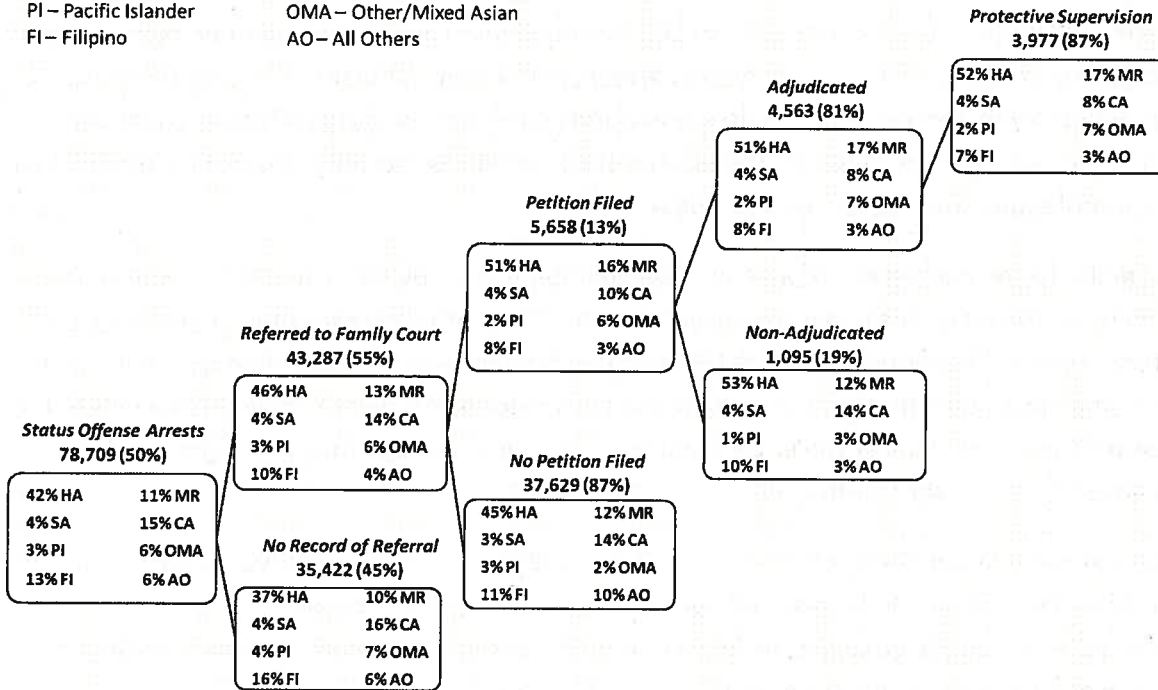 PI – Pacific Islander OMA – Other/Mixed Asian
FI – Filipino AO – All Others
Protective Supervision
3,977 (87%)
52% HA 17% MR
4% SA 8% CA
2% PI 7% OMA
7% FI 3% AO
Adjudicated
4,563 (81%)
51% HA 17% MR
4% SA 8% CA
2% PI 7% OMA
8% FI 3% AO
Petition Filed
5,658 (13%)
51% HA 16% MR
4% SA 10% CA
2% PI 6% OMA
8% FI 3% AO
Non-Adjudicated
1,095 (19%)
53% HA 12% MR
4% SA 14% CA
1% PI 3% OMA
10% FI 3% AO
Referred to Family Court
43,287 (55%)
46% HA 13% MR
4% SA 14% CA
3% PI 6% OMA
10% FI 4% AO
No Petition Filed
37,629 (87%)
45% HA 12% MR
3% SA 14% CA
3% PI 2% OMA
11% FI 10% AO
Status Offense Arrests
78,709 (50%)
42% HA 11% MR
4% SA 15% CA
3% PI 6% OMA
13% FI 6% AO
No Record of Referral
35,422 (45%)
37% HA 10% MR
4% SA 16% CA
4% PI 7% OMA
16% FI 6% AO